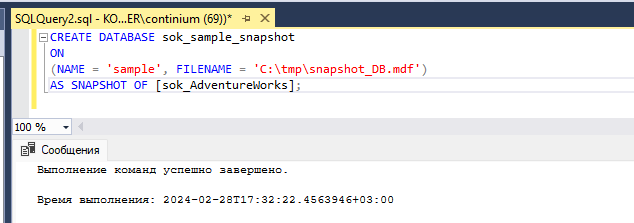 SQLQuery2.sql - KO...ER\continium (69))*
CREATE DATABASE sok_sample_snapshot
ON
(NAME = 'sample', FILENAME = 'C:\tmp\snapshot_DB.mdf')
AS SNAPSHOT OF [sok_AdventureWorks];
100 %
Сообщения
Выполнение команд успешно завершено.
Время выполнения: 2024-02-28T17:32:22.4563946+03:00